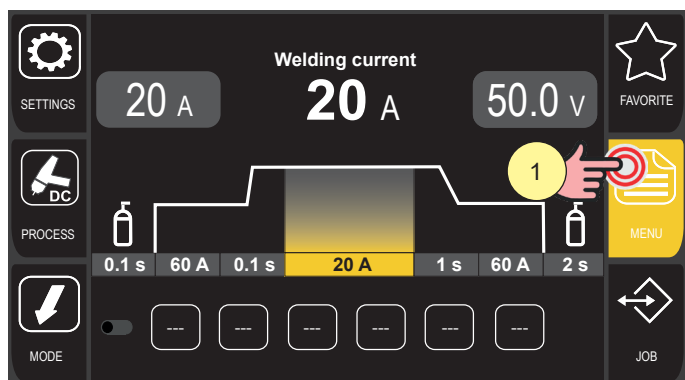 Welding current
SETTINGS
20 A
20 A
50.0 V
FAVORITE
1
DC
PROCESS
MENU
0.1 s 60 A 0.1 s 20 A 1 s 60 A 2 s
--- --- --- --- --- ---
MODE
JOB